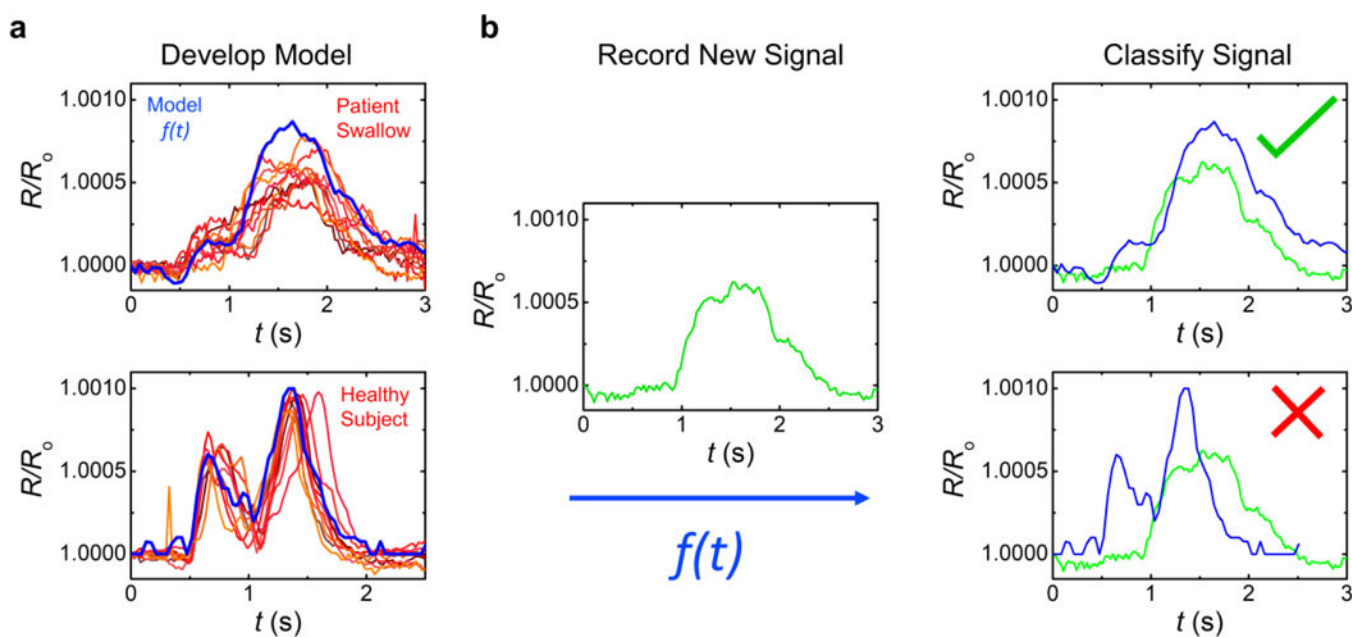 a
Develop Model
1.0010
1.0005
1.0000
R/Rₒ
Model
f(t)
Patient
Swallow
0
1
2
3
t (s)
1.0010
1.0005
1.0000
R/Rₒ
Healthy
Subject
0
1
2
t (s)
b
Record New Signal
1.0010
1.0005
1.0000
R/Rₒ
0
1
2
3
t (s)
f(t)
Classify Signal
1.0010
1.0005
1.0000
R/Rₒ
0
1
2
3
t (s)
1.0010
1.0005
1.0000
R/Rₒ
0
1
2
3
t (s)